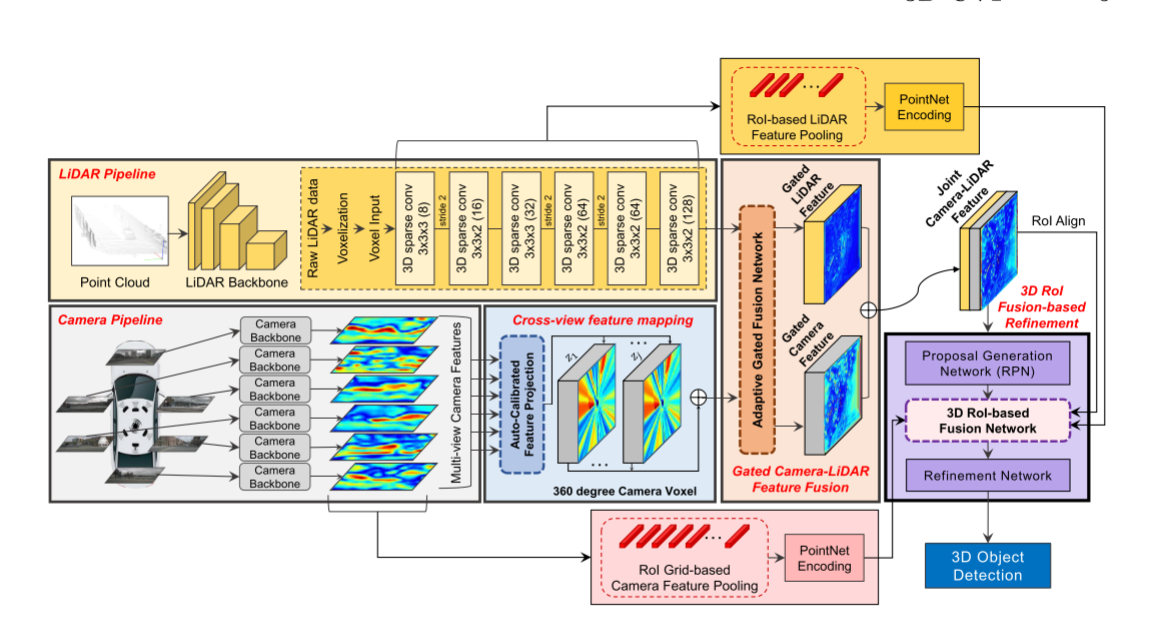 RoI-based LiDAR
Feature Pooling
PointNet
Encoding
LiDAR Pipeline
Point Cloud
LiDAR Backbone
Raw LiDAR data
Voxelization
Voxel Input
3D sparse conv
3x3x3 (8)
stride 2
3D sparse conv
3x3x2 (16)
3D sparse conv
3x3x3 (32)
stride 2
3D sparse conv
3x3x2 (64)
stride 2
3D sparse conv
3x3x2 (64)
3D sparse conv
3x3x2 (128)
Gated
LiDAR
Feature
Joint
Camera-LiDAR
Feature
RoI Align
Camera Pipeline
Camera
Backbone
Camera
Backbone
Camera
Backbone
Camera
Backbone
Camera
Backbone
Camera
Backbone
Multi-view Camera Features
Cross-view feature mapping
Auto-Calibrated
Feature Projection
z1
...
zj
...
360 degree Camera Voxel
Adaptive Gated Fusion Network
Gated
Camera
Feature
Gated Camera-LiDAR
Feature Fusion
3D RoI
Fusion-based
Refinement
Proposal Generation
Network (RPN)
3D RoI-based
Fusion Network
Refinement Network
3D Object
Detection
RoI Grid-based
Camera Feature Pooling
PointNet
Encoding